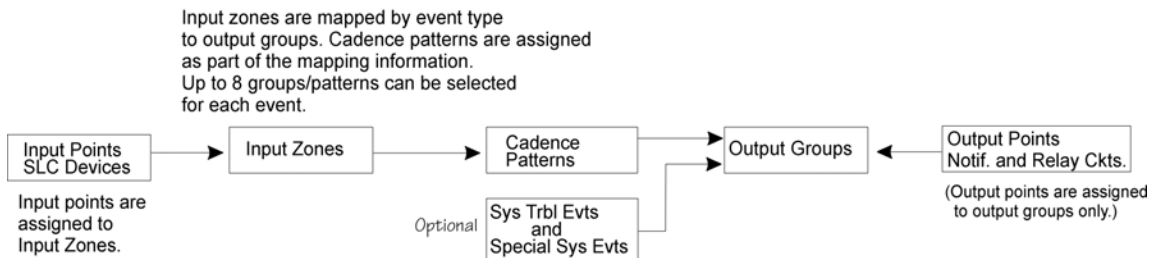 Input zones are mapped by event type
to output groups. Cadence patterns are assigned
as part of the mapping information.
Up to 8 groups/patterns can be selected
for each event.
Input Points
SLC Devices
Input Zones
Cadence
Patterns
Output Groups
Output Points
Notif. and Relay Ckts.
Input points are
assigned to
Input Zones.
Optional
Sys Trbl Evts
and
Special Sys Evts
(Output points are assigned
to output groups only.)